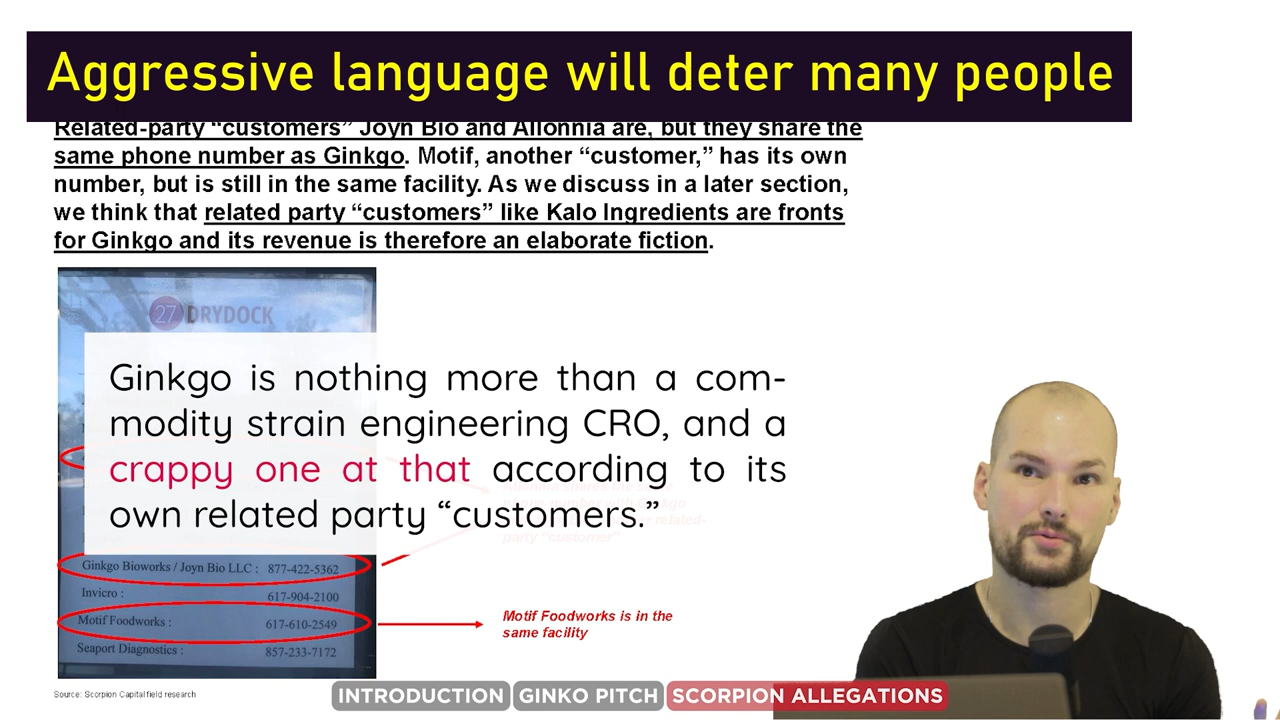 Aggressive language will deter many people
Related-party “customers” Joyn Bio and Allonnia are, but they share the
same phone number as Ginkgo. Motif, another “customer,” has its own
number, but is still in the same facility. As we discuss in a later section,
we think that related party “customers” like Kalo Ingredients are fronts
for Ginkgo and its revenue is therefore an elaborate fiction.
27 DRYDOCK
Ginkgo is nothing more than a com-
modity strain engineering CRO, and a
crappy one at that according to its
own related party “customers.”
party “customer”
Ginkgo Bioworks / Joyn Bio LLC : 877-422-5362
Invicro : 617-904-2100
Motif Foodworks : 617-610-2549
Seaport Diagnostics : 857-233-7172
Motif Foodworks is in the
same facility
Source: Scorpion Capital field research
INTRODUCTION GINKO PITCH SCORPION ALLEGATIONS